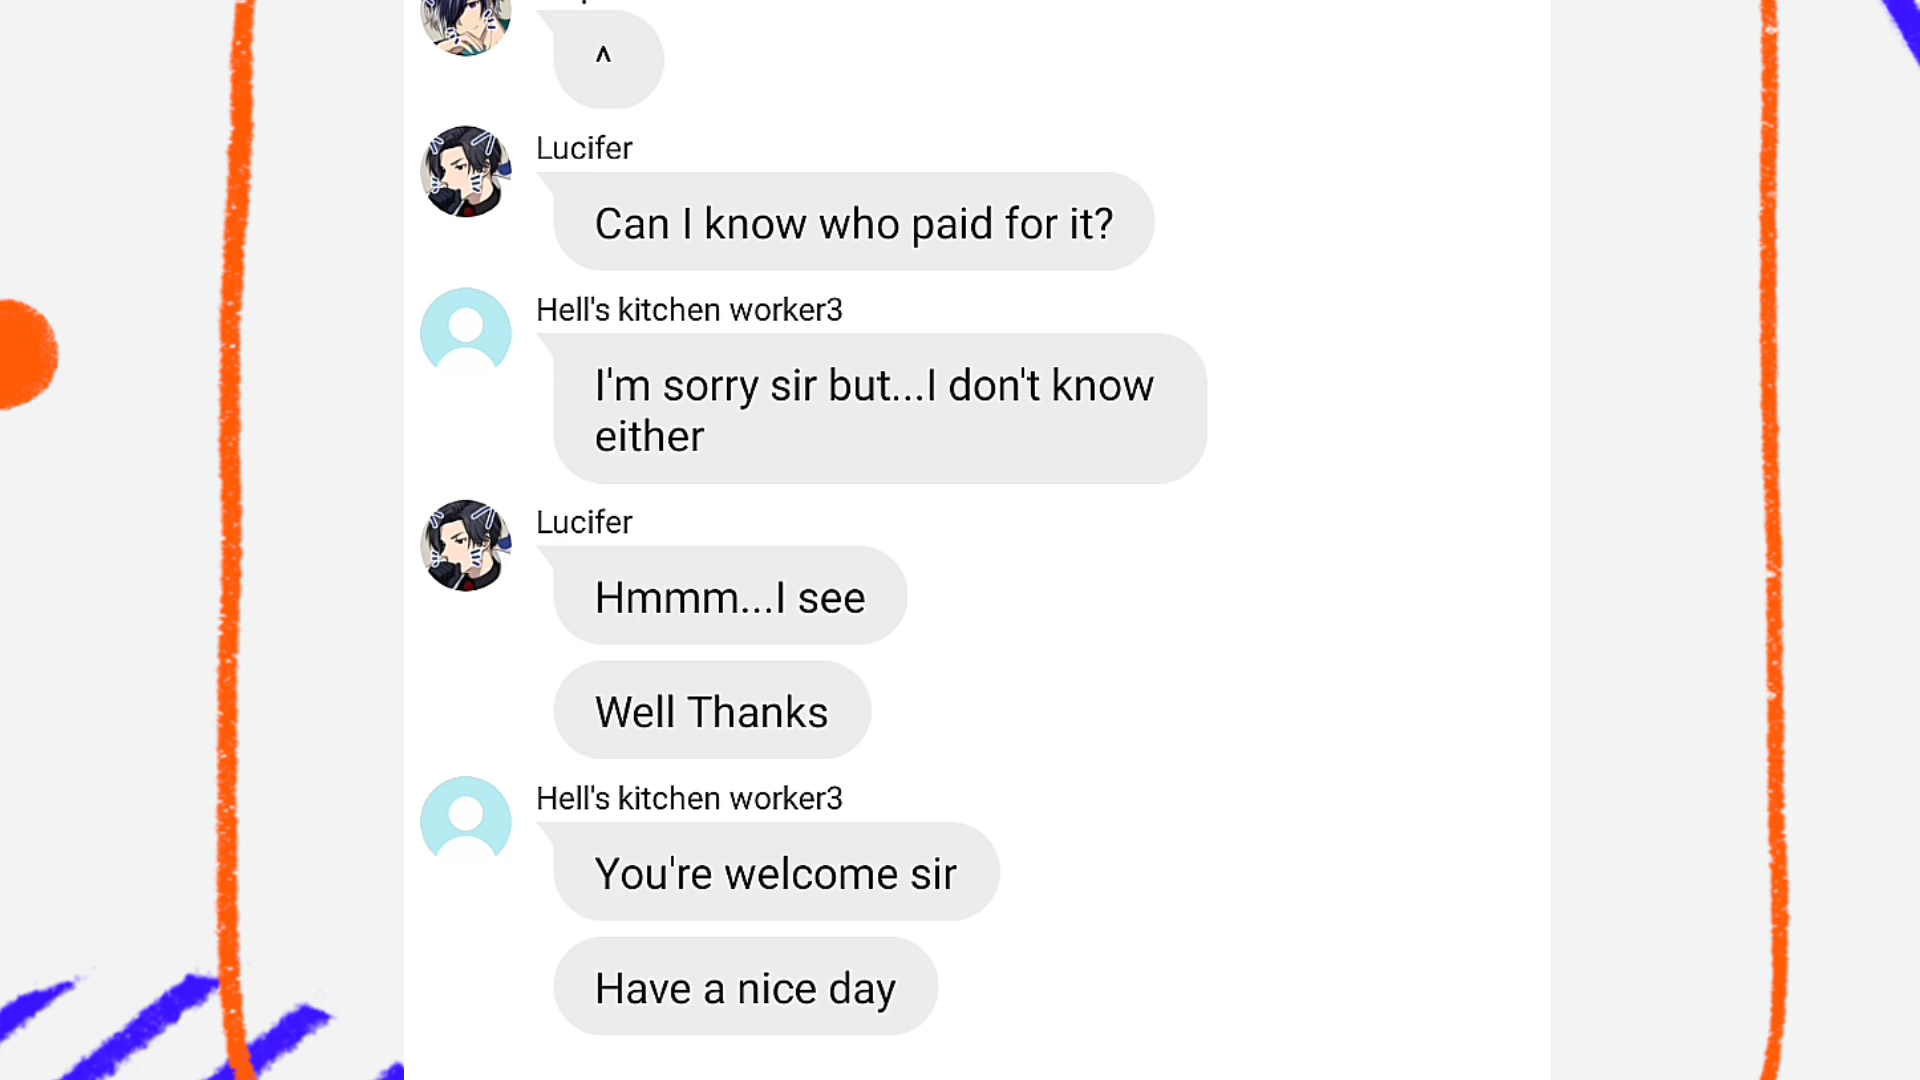 ^
Lucifer
Can I know who paid for it?
Hell's kitchen worker3
I'm sorry sir but...I don't know
either
Lucifer
Hmmm...I see
Well Thanks
Hell's kitchen worker3
You're welcome sir
Have a nice day